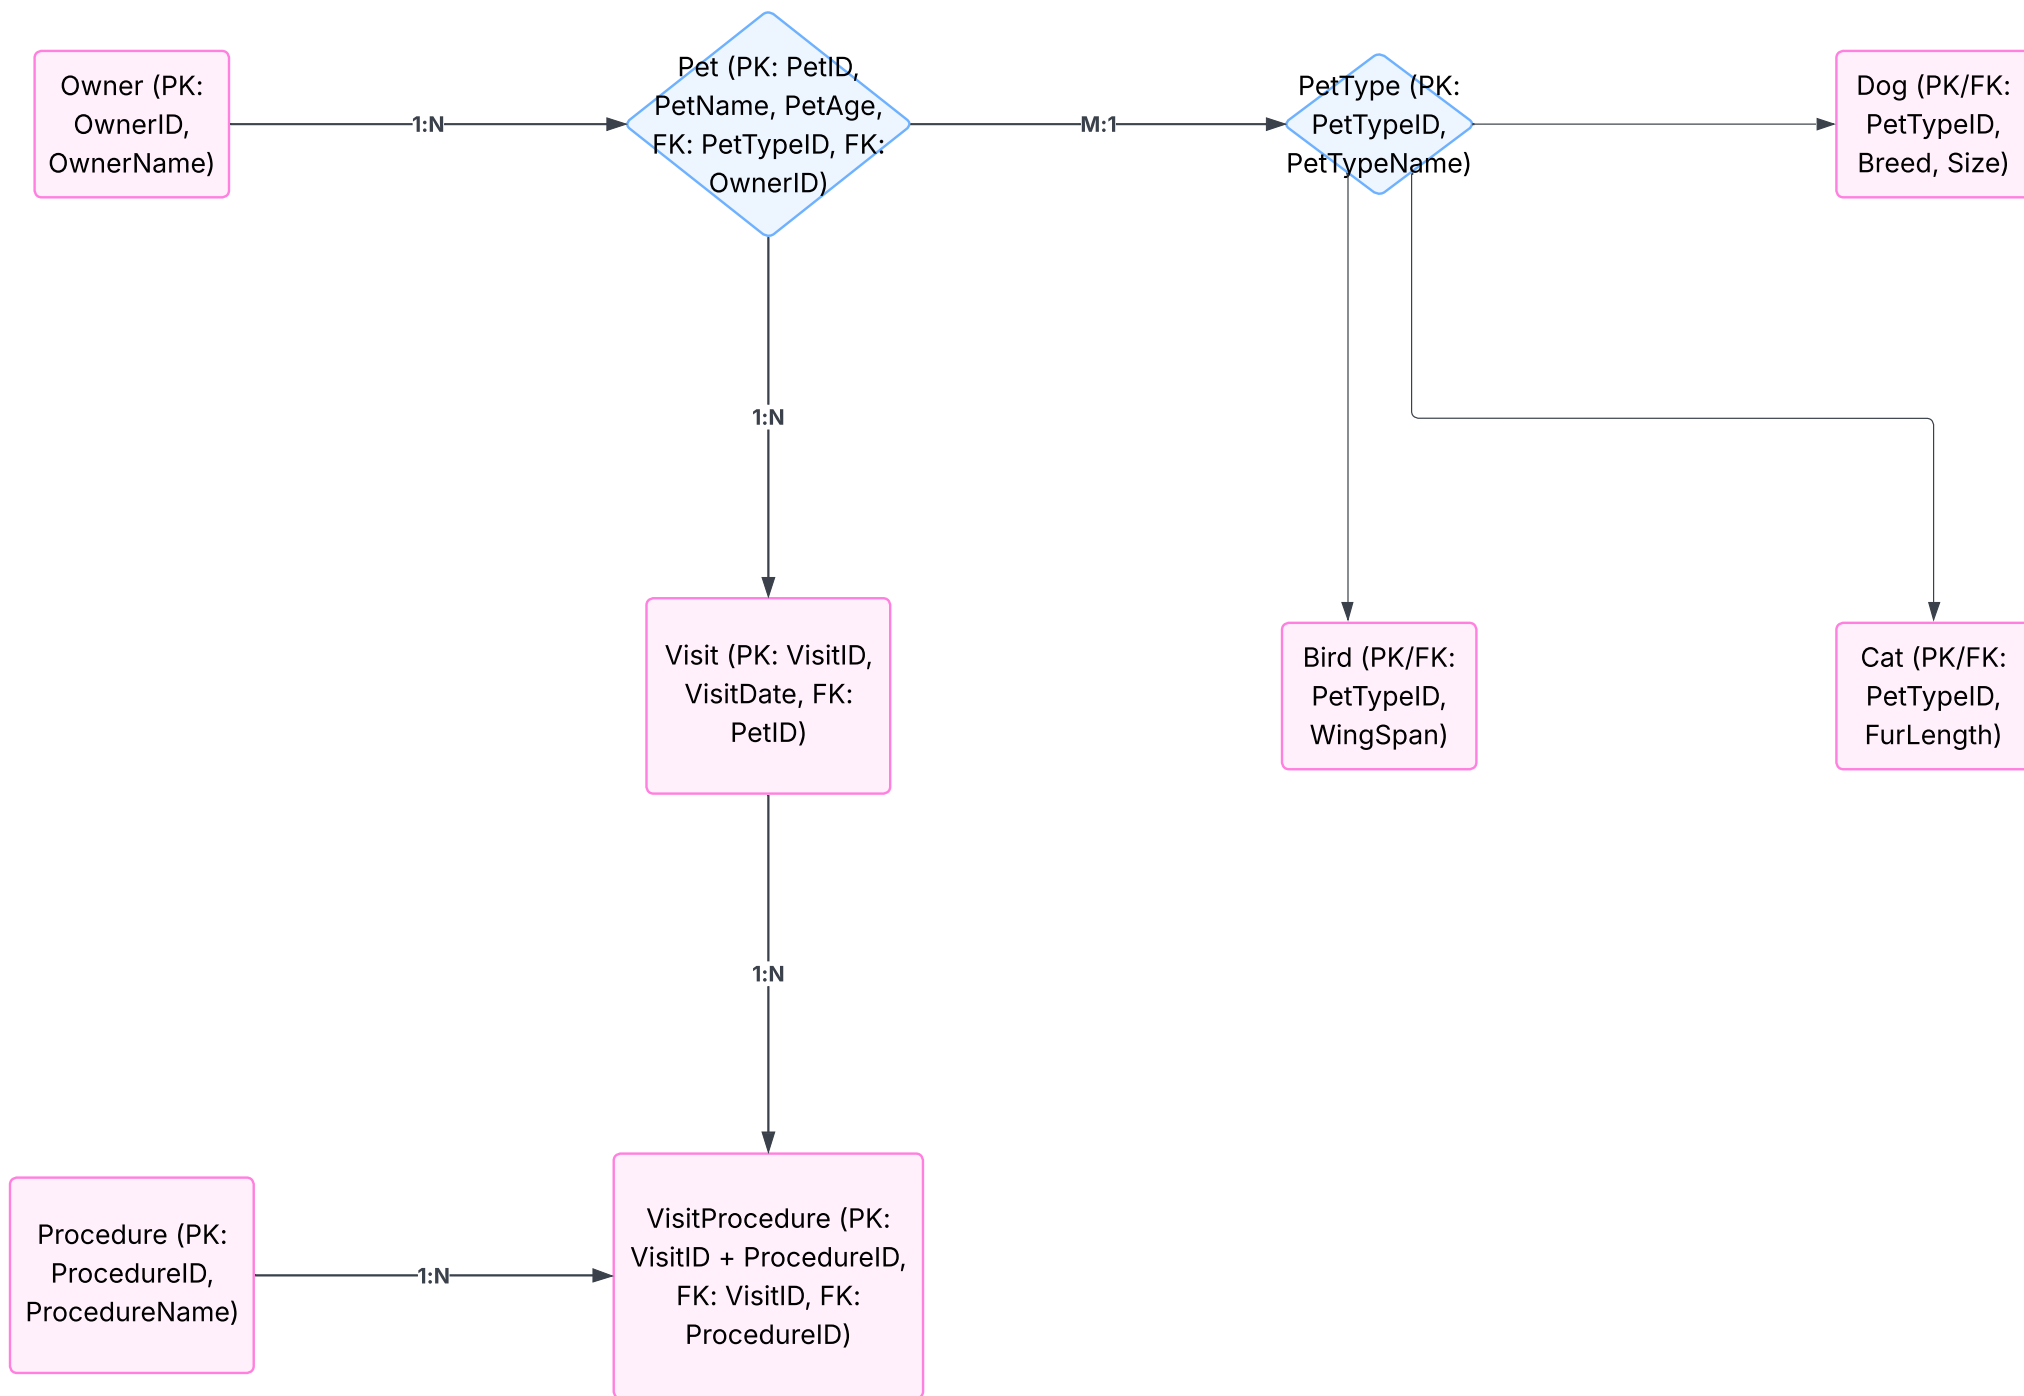 Owner (PK:
OwnerID,
OwnerName)
1:N
Pet (PK: PetID,
PetName, PetAge,
FK: PetTypeID, FK:
OwnerID)
M:1
PetType (PK:
PetTypeID,
PetTypeName)
Dog (PK/FK:
PetTypeID,
Breed, Size)
1:N
Visit (PK: VisitID,
VisitDate, FK:
PetID)
Bird (PK/FK:
PetTypeID,
WingSpan)
Cat (PK/FK:
PetTypeID,
FurLength)
1:N
Procedure (PK:
ProcedureID,
ProcedureName)
1:N
VisitProcedure (PK:
VisitID + ProcedureID,
FK: VisitID, FK:
ProcedureID)